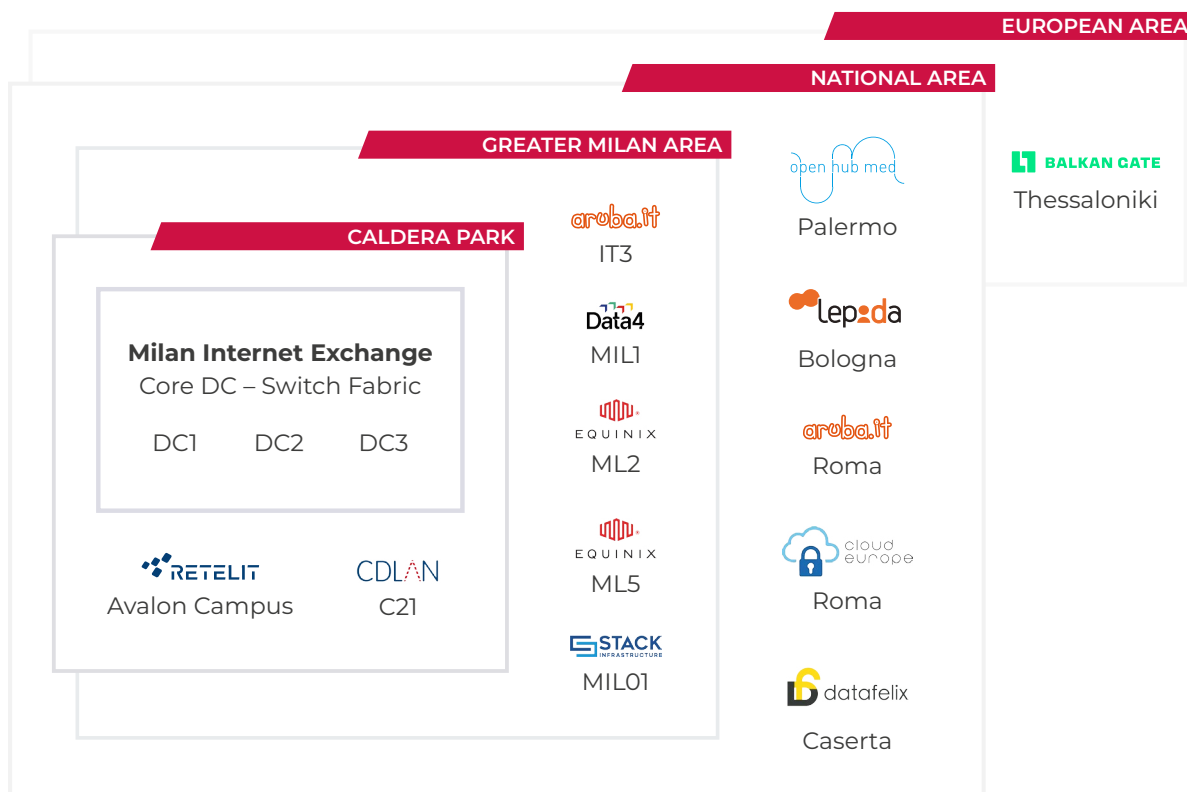 EUROPEAN AREA
NATIONAL AREA
GREATER MILAN AREA
CALDERA PARK
Milan Internet Exchange
Core DC – Switch Fabric
DC1 DC2 DC3
RETELIT
Avalon Campus
CDLAN
C21
aruba.it
IT3
Data4
MIL1
EQUINIX
ML2
EQUINIX
ML5
STACK
INFRASTRUCTURE
MIL01
open hub med
Palermo
Lepida
Bologna
aruba.it
Roma
cloud
europe
Roma
datafelix
Caserta
BALKAN GATE
Thessaloniki